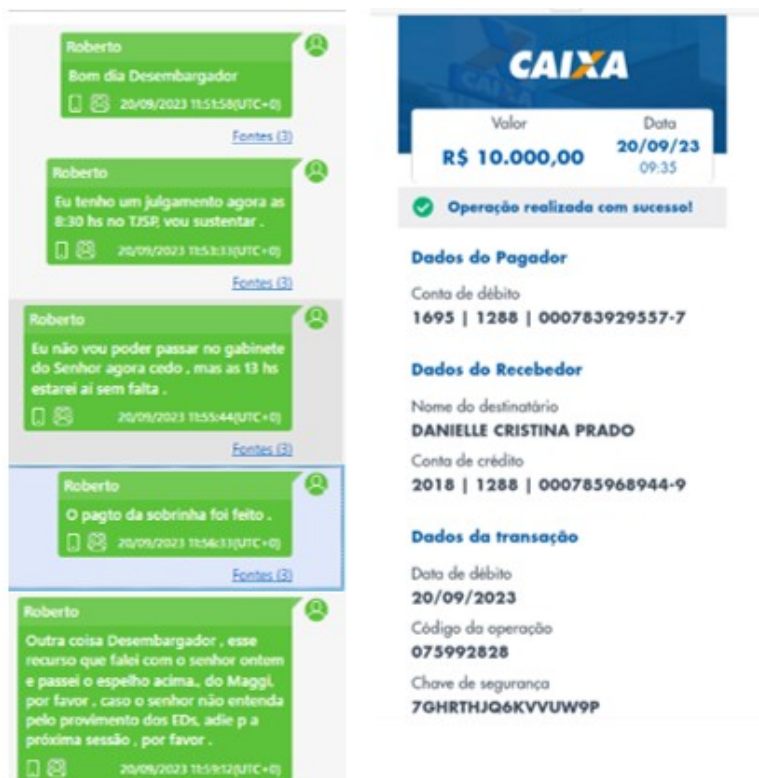 Roberto
Bom dia Desembargador
20/09/2023 11:51:58(UTC+0)
Fontes (3)
Roberto
Eu tenho um julgamento agora as
8:30 hs no TJSP, vou sustentar .
20/09/2023 11:53:33(UTC+0)
Fontes (3)
Roberto
Eu não vou poder passar no gabinete
do Senhor agora cedo , mas as 13 hs
estarei ai sem falta .
20/09/2023 11:55:44(UTC+0)
Fontes (3)
Roberto
O pagto da sobrinha foi feito .
20/09/2023 11:56:33(UTC+0)
Fontes (3)
Roberto
Outra coisa Desembargador , esse
recurso que falei com o senhor ontem
e passei o espelho acima., do Maggi,
por favor , caso o senhor não entenda
pelo provimento dos EDs, adie p a
próxima sessão , por favor .
20/09/2023 11:59:12(UTC+0)
CAIXA
Valor
R$ 10.000,00
Data
20/09/23
09:35
Operação realizada com sucesso!
Dados do Pagador
Conta de débito
1695 | 1288 | 000783929557-7
Dados do Recebedor
Nome do destinatário
DANIELLE CRISTINA PRADO
Conta de crédito
2018 | 1288 | 000785968944-9
Dados da transação
Data de débito
20/09/2023
Código da operação
075992828
Chave de segurança
7GHRTHJQ6KVVUW9P